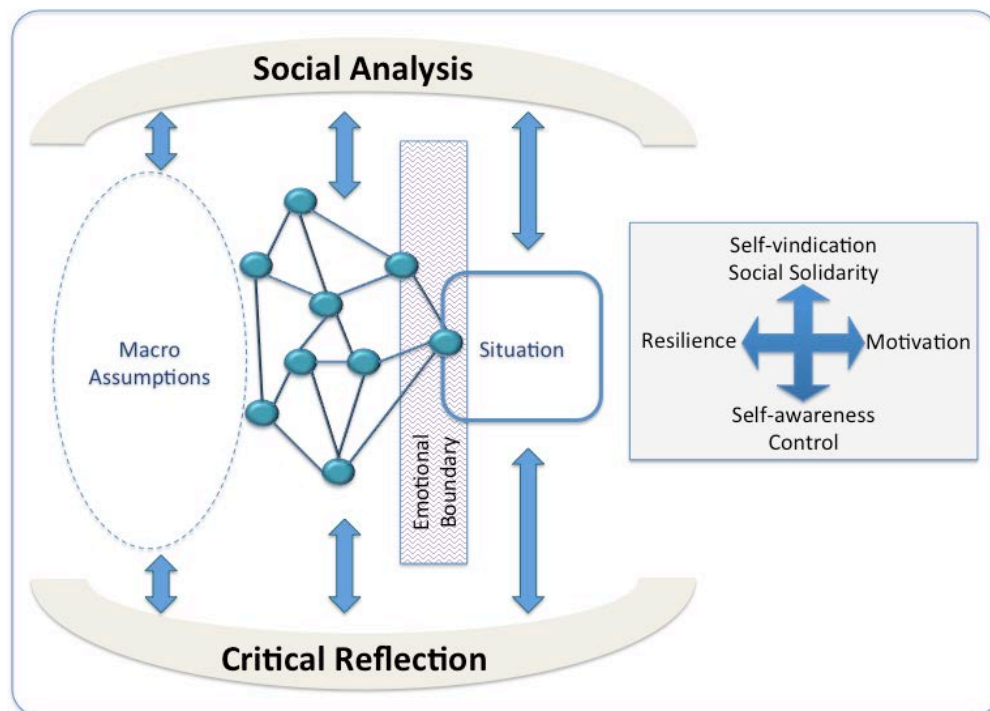 Social Analysis
Macro
Assumptions
Emotional
Boundary
Situation
Self-vindication
Social Solidarity
Resilience
Motivation
Self-awareness
Control
Critical Reflection